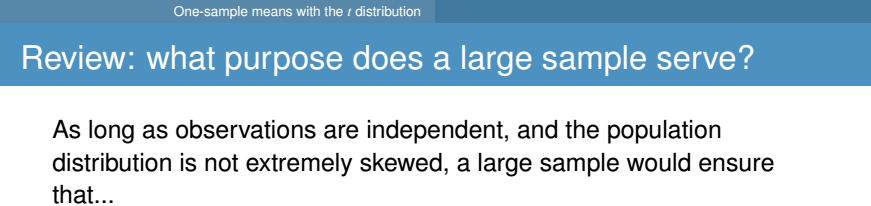 One-sample means with the t distribution
Review: what purpose does a large sample serve?
As long as observations are independent, and the population
distribution is not extremely skewed, a large sample would ensure
that...